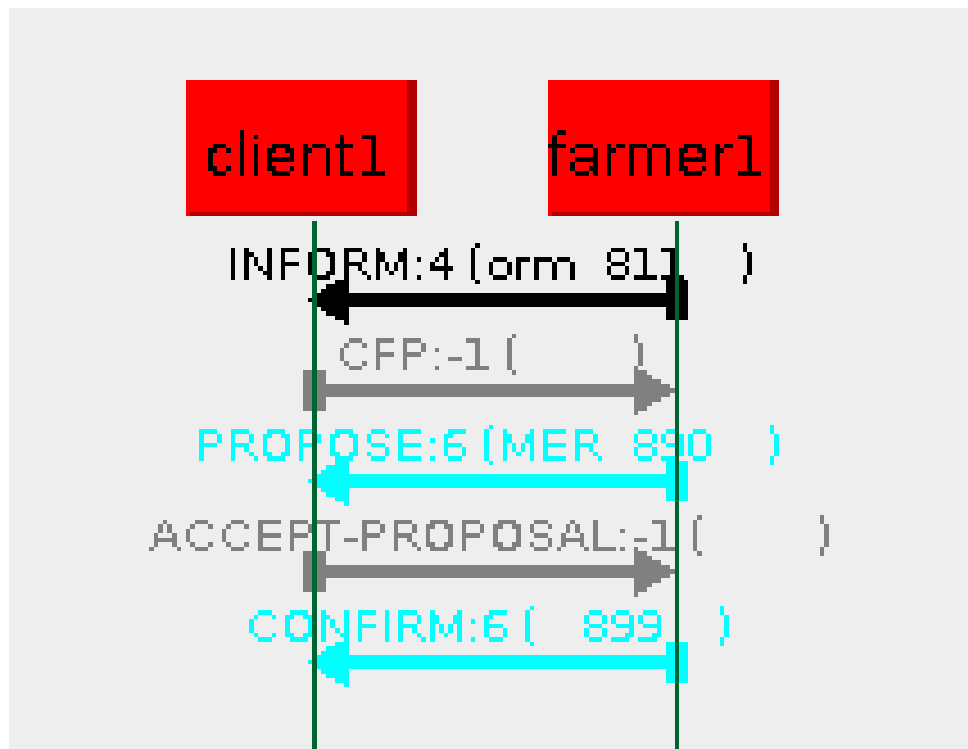 client1 farmer1
INFORM:4 (orm 811 )
CFP:-1 ( )
PROPOSE:6 (MER 890 )
ACCEPT-PROPOSAL:-1 ( )
CONFIRM:6 ( 899 )